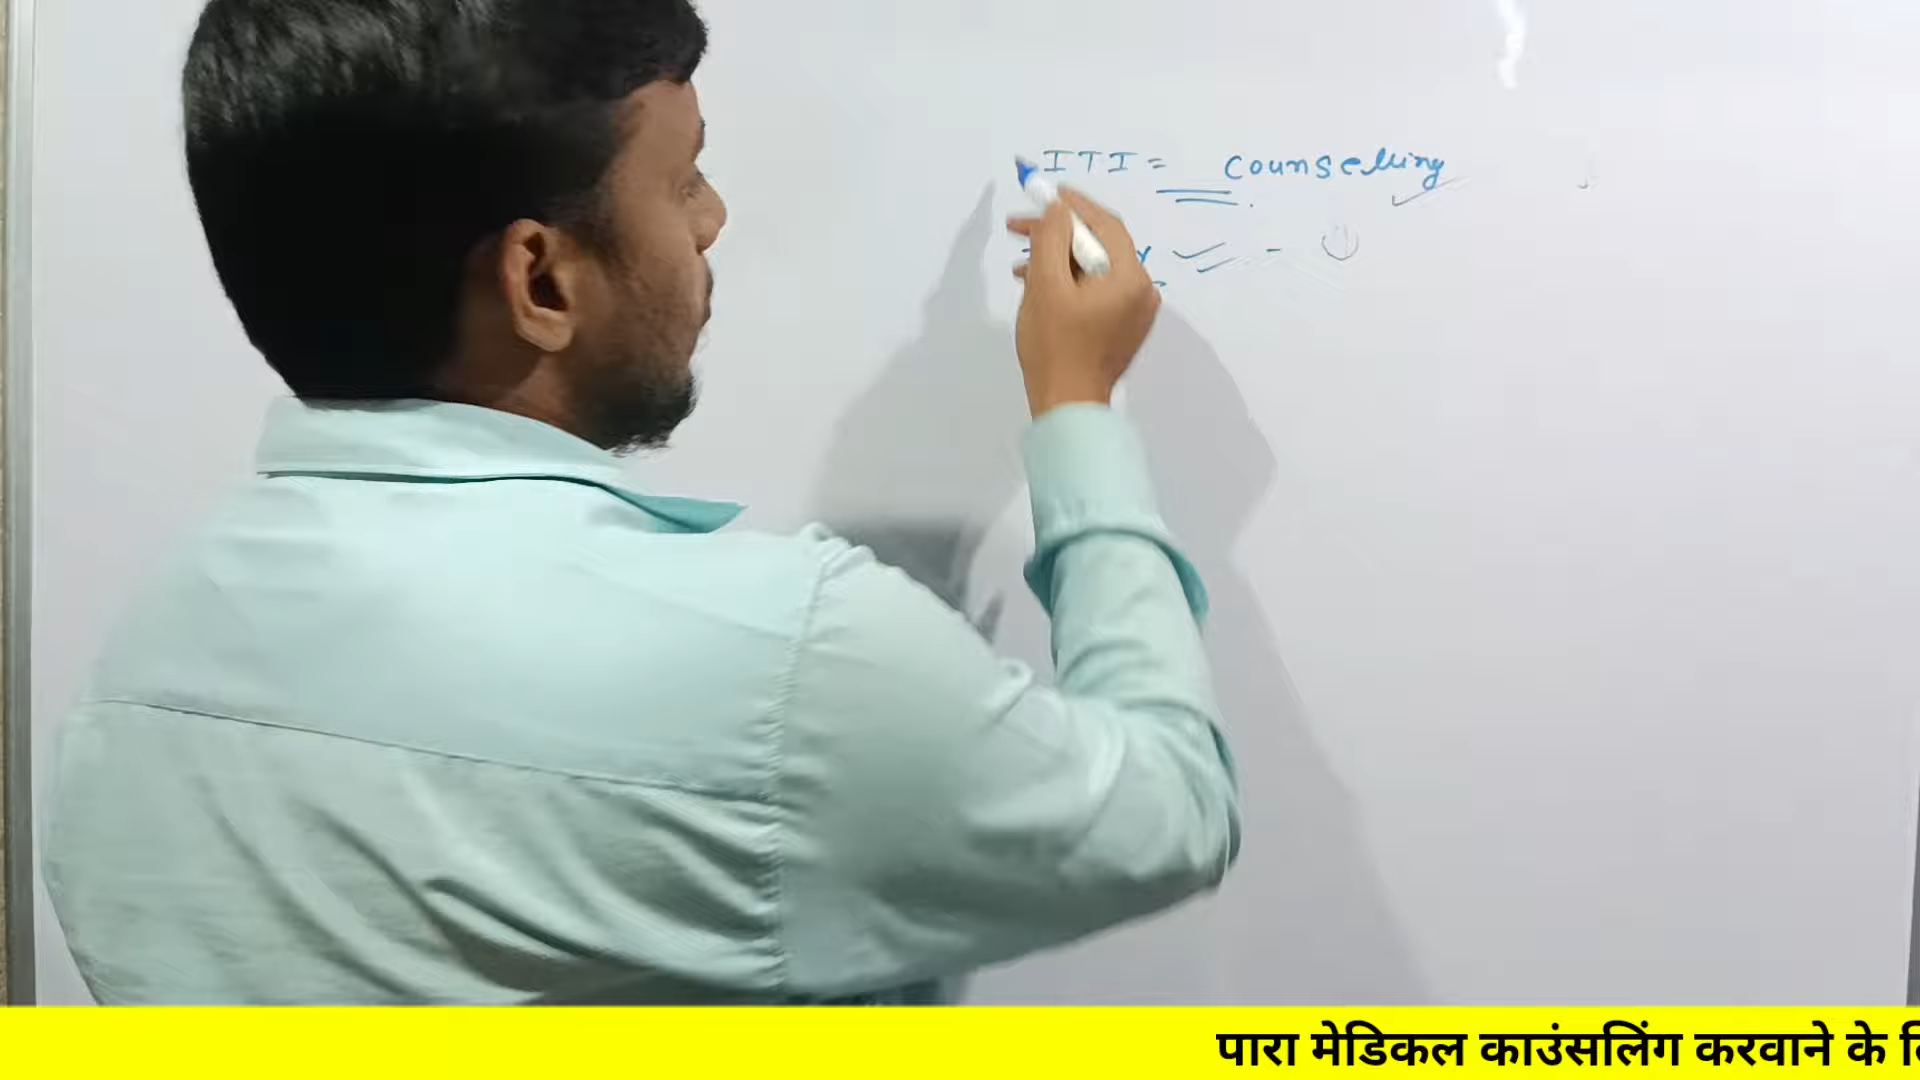 ITI = Counselling
पारा मेडिकल काउंसलिंग करवाने के